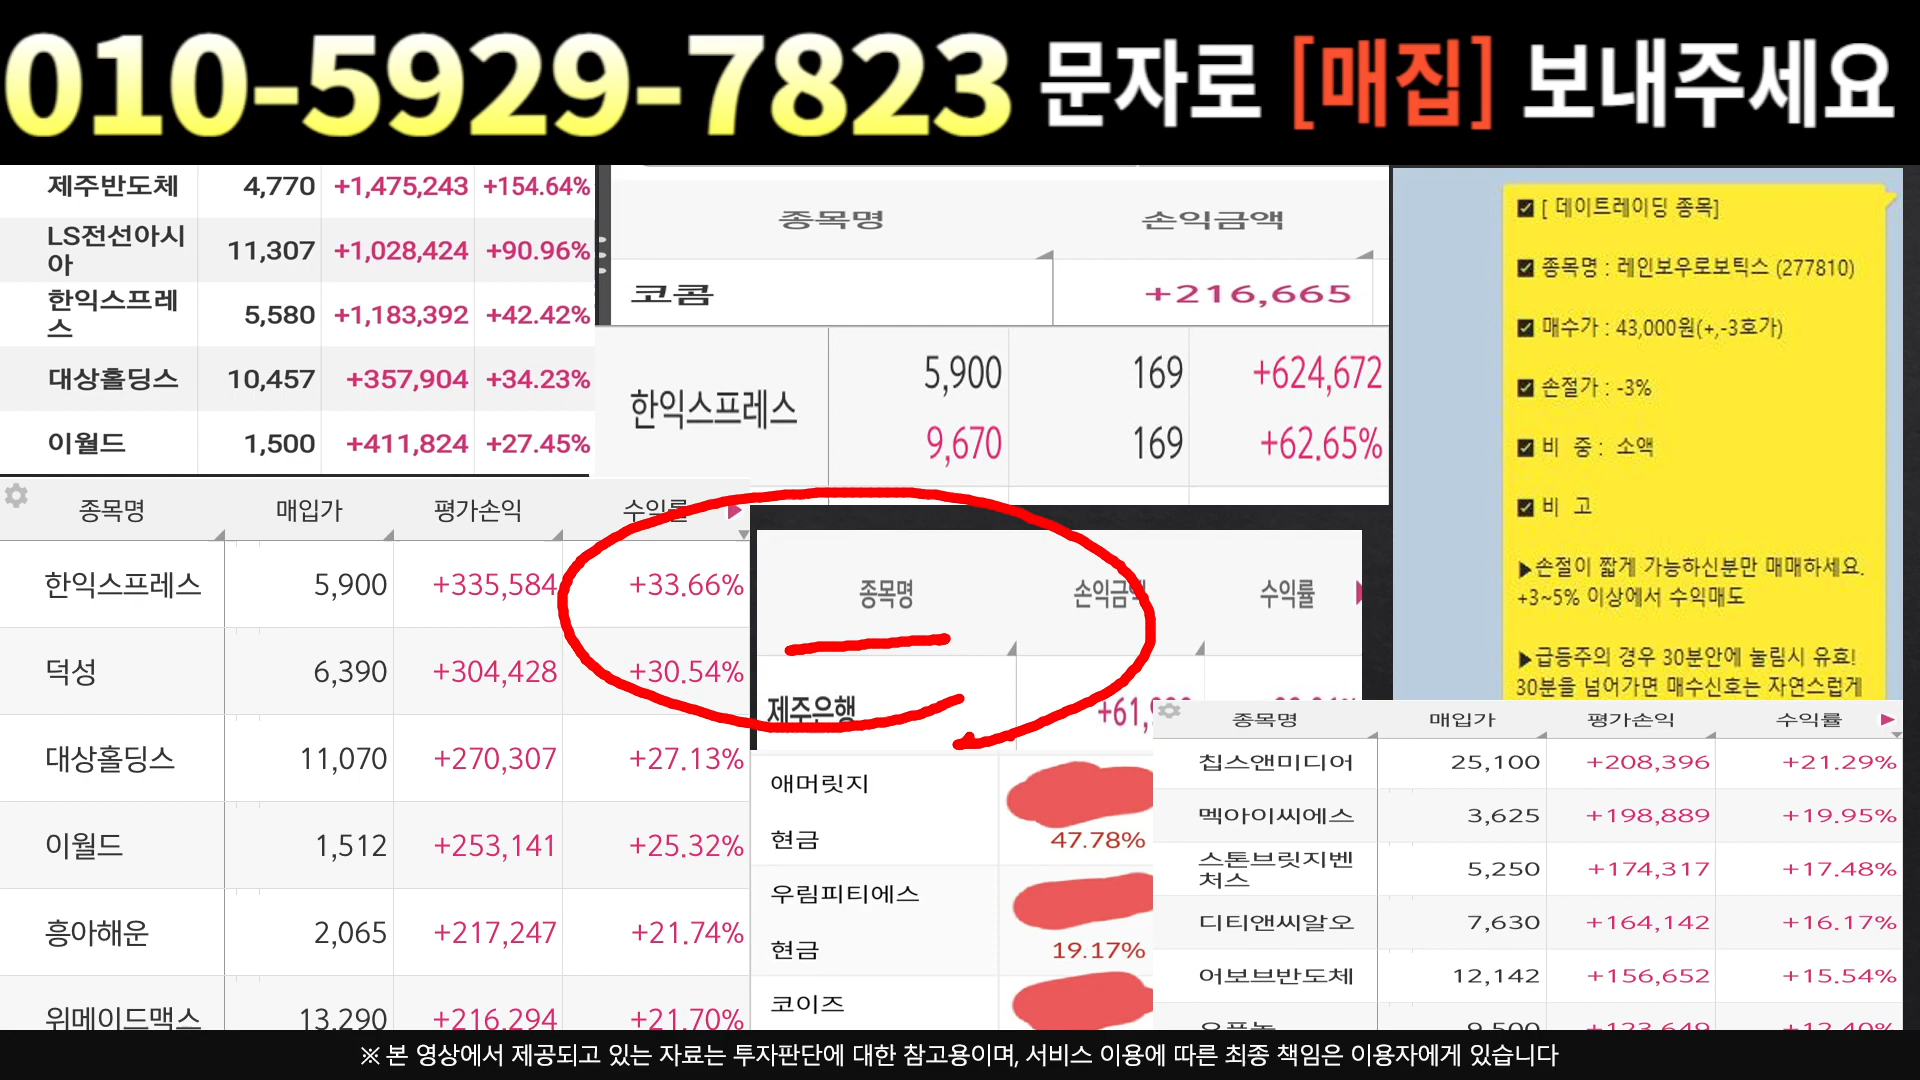 010-5929-7823 문자로 [매집] 보내주세요
제주반도체 4,770 +1,475,243 +154.64%
LS전선아시
아 11,307 +1,028,424 +90.96%
한익스프레
스 5,580 +1,183,392 +42.42%
대상홀딩스 10,457 +357,904 +34.23%
이월드 1,500 +411,824 +27.45%
종목명 손익금액
코콤 +216,665
한익스프레스 5,900 169 +624,672
9,670 169 +62.65%
☑ [ 데이트레이딩 종목]
☑ 종목명 : 레인보우로보틱스 (277810)
☑ 매수가 : 43,000원(+,-3호가)
☑ 손절가 : -3%
☑ 비 중 : 소액
☑ 비 고
▶손절이 짧게 가능하신분만 매매하세요.
+3~5% 이상에서 수익매도
▶급등주의 경우 30분안에 눌림시 유효!
30분을 넘어가면 매수신호는 자연스럽게
종목명 매입가 평가손익 수익률
한익스프레스 5,900 +335,584 +33.66%
덕성 6,390 +304,428 +30.54%
대상홀딩스 11,070 +270,307 +27.13%
이월드 1,512 +253,141 +25.32%
흥아해운 2,065 +217,247 +21.74%
위메이드맥스 13,290 +216,294 +21.70%
종목명 손익금액 수익률
제주은행
애머릿지
현금 47.78%
우림피티에스
현금 19.17%
코이즈
종목명 매입가 평가손익 수익률
칩스앤미디어 25,100 +208,396 +21.29%
멕아이씨에스 3,625 +198,889 +19.95%
스톤브릿지벤
처스 5,250 +174,317 +17.48%
디티앤씨알오 7,630 +164,142 +16.17%
어보브반도체 12,142 +156,652 +15.54%
※ 본 영상에서 제공되고 있는 자료는 투자판단에 대한 참고용이며, 서비스 이용에 따른 최종 책임은 이용자에게 있습니다